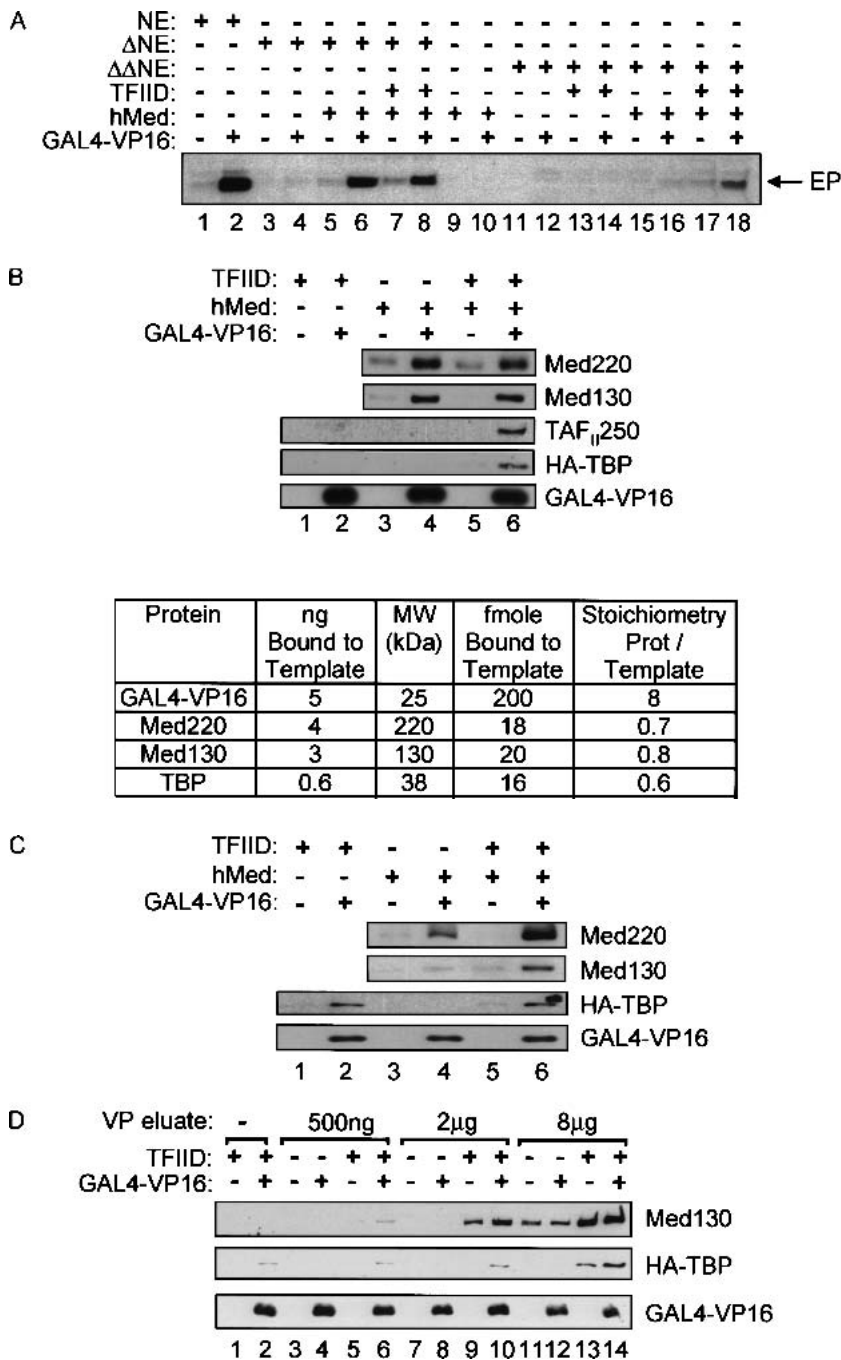 A
NE: + + - - - - - - - - - - - - - - - -
ΔNE: - - + + + + + + - - - - - - - - - -
ΔΔNE: - - - - - - - - - - + + + + + + + +
TFIID: - - - - - - + + - - - - + + - - + +
hMed: - - - - + + + + + + - - - - + + + +
GAL4-VP16: - + - + - + - + - + - + - + - + - +
← EP
1 2 3 4 5 6 7 8 9 10 11 12 13 14 15 16 17 18
B
TFIID: + + - - + +
hMed: - - + + + +
GAL4-VP16: - + - + - +
Med220
Med130
TAF_II250
HA-TBP
GAL4-VP16
1 2 3 4 5 6
Protein ng Bound to Template MW (kDa) fmole Bound to Template Stoichiometry Prot / Template
GAL4-VP16 5 25 200 8
Med220 4 220 18 0.7
Med130 3 130 20 0.8
TBP 0.6 38 16 0.6
C
TFIID: + + - - + +
hMed: - - + + + +
GAL4-VP16: - + - + - +
Med220
Med130
HA-TBP
GAL4-VP16
1 2 3 4 5 6
D
VP eluate: - 500ng 2µg 8µg
TFIID: + + - - + + - - + + - - + +
GAL4-VP16: - + - + - + - + - + - + - +
Med130
HA-TBP
GAL4-VP16
1 2 3 4 5 6 7 8 9 10 11 12 13 14